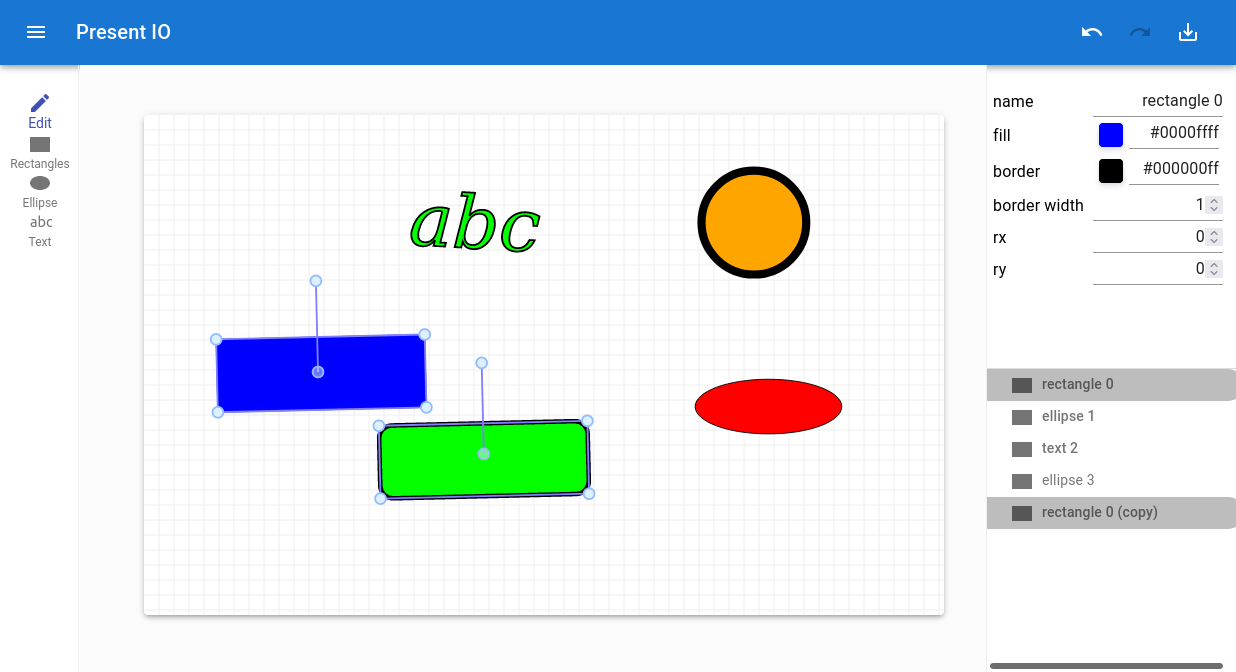 Present IO
Edit
Rectangles
Ellipse
abc
Text
abc
name rectangle 0
fill #0000ffff
border #000000ff
border width 1
rx 0
ry 0
rectangle 0
ellipse 1
text 2
ellipse 3
rectangle 0 (copy)